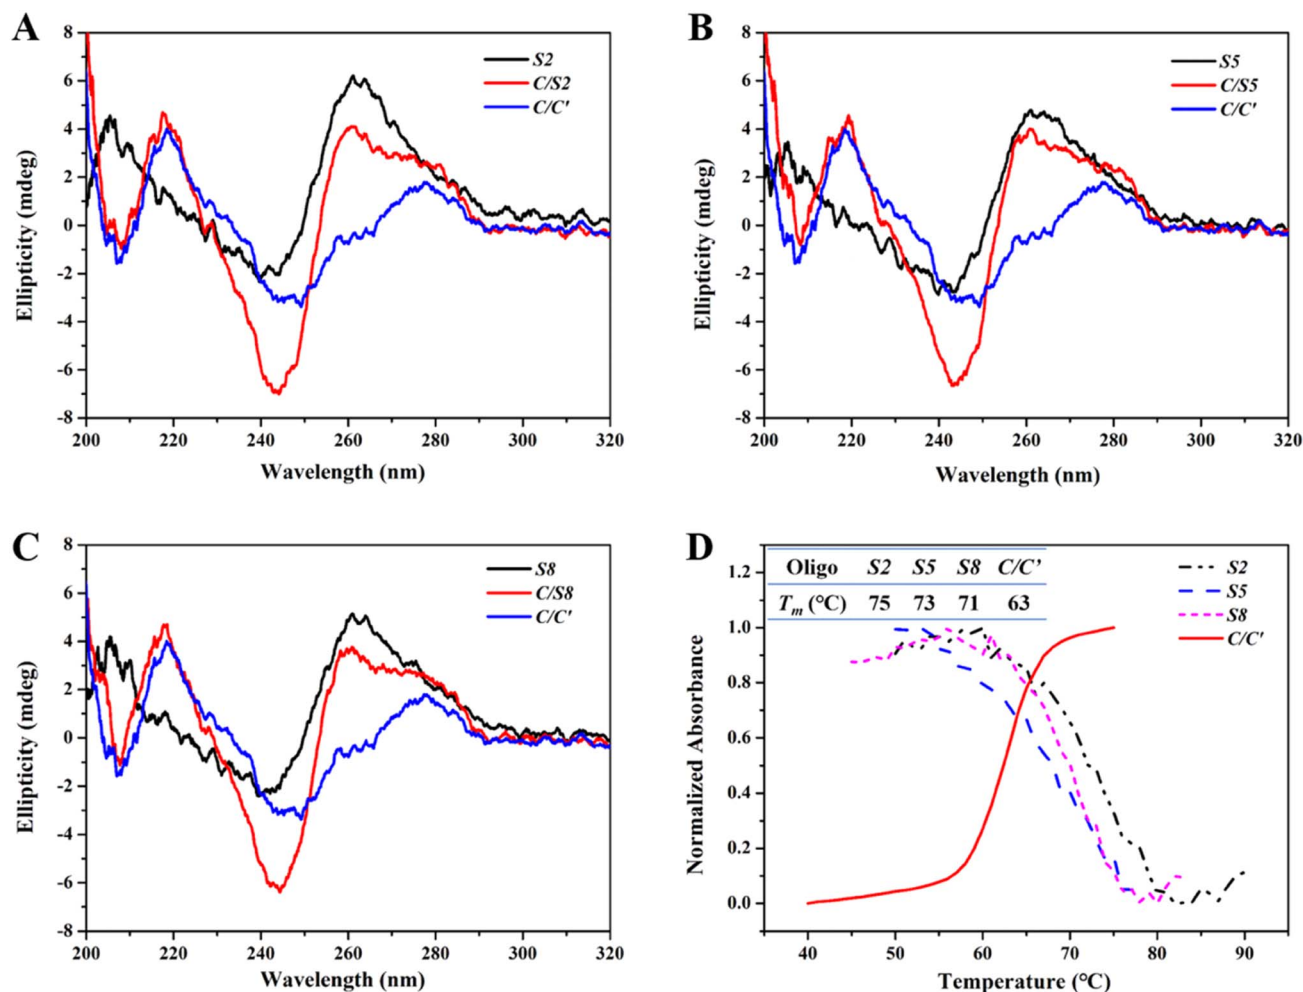 A
8
6
4
2
0
-2
-4
-6
-8
Ellipticity (mdeg)
S2
C/S2
C/C'
200 220 240 260 280 300 320
Wavelength (nm)
B
8
6
4
2
0
-2
-4
-6
-8
Ellipticity (mdeg)
S5
C/S5
C/C'
200 220 240 260 280 300 320
Wavelength (nm)
C
8
6
4
2
0
-2
-4
-6
-8
Ellipticity (mdeg)
S8
C/S8
C/C'
200 220 240 260 280 300 320
Wavelength (nm)
D
1.2
1.0
0.8
0.6
0.4
0.2
0.0
Normalized Absorbance
Oligo S2 S5 S8 C/C'
Tm (°C) 75 73 71 63
S2
S5
S8
C/C'
40 50 60 70 80 90
Temperature (°C)